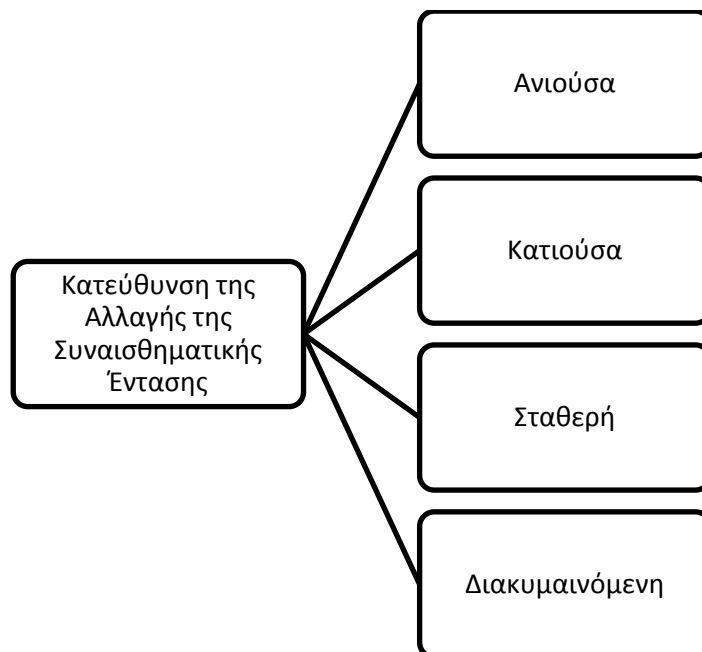 Κατεύθυνση της
Αλλαγής της
Συναισθηματικής
Έντασης
Ανιούσα
Κατιούσα
Σταθερή
Διακυμαινόμενη